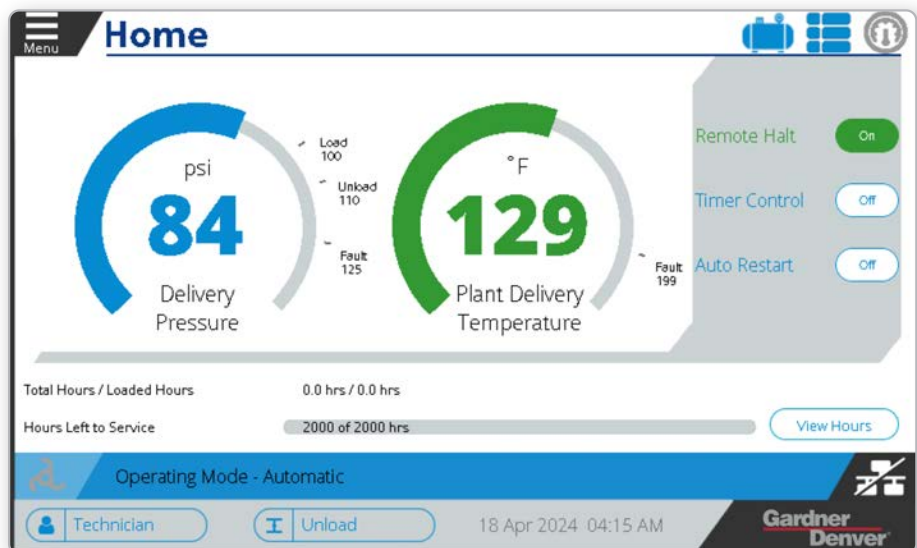 Menu
Home
psi
84
Delivery
Pressure
Load
100
Unload
110
Fault
125
°F
129
Plant Delivery
Temperature
Fault
199
Remote Halt
On
Timer Control
Off
Auto Restart
Off
Total Hours / Loaded Hours
0.0 hrs / 0.0 hrs
Hours Left to Service
2000 of 2000 hrs
View Hours
Operating Mode - Automatic
Technician
Unload
18 Apr 2024 04:15 AM
Gardner
Denver